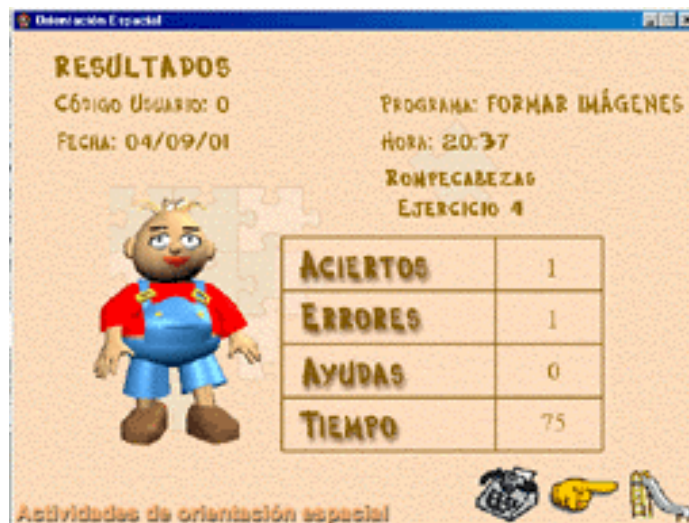 Orientación Espacial
RESULTADOS
CÓDIGO USUARIO: 0
PROGRAMA: FORMAR IMÁGENES
FECHA: 04/09/01
HORA: 20:37
ROMPECABEZAS
EJERCICIO 4
ACIERTOS 1
ERRORES 1
AYUDAS 0
TIEMPO 75
Actividades de orientación espacial